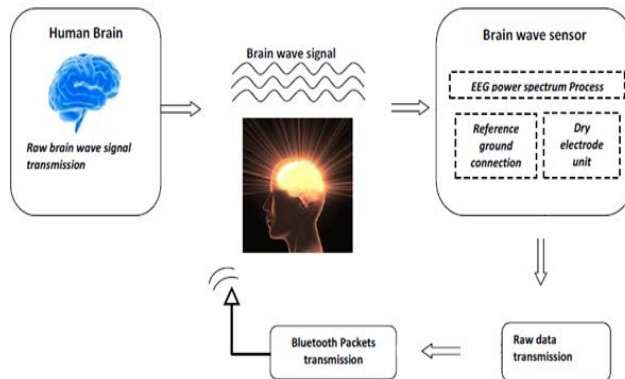 Human Brain
Raw brain wave signal
transmission
Brain wave signal
Brain wave sensor
EEG power spectrum Process
Reference
ground
connection
Dry
electrode
unit
Bluetooth Packets
transmission
Raw data
transmission